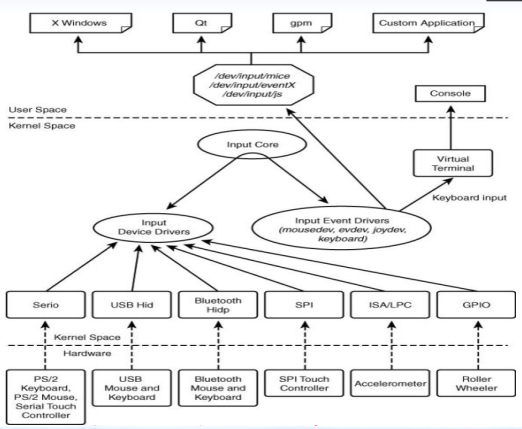 X Windows
Qt
gpm
Custom Application
/dev/input/mice
/dev/input/eventX
/dev/input/js
Console
User Space
Kernel Space
Input Core
Virtual
Terminal
Keyboard input
Input
Device Drivers
Input Event Drivers
(mousedev, evdev, joydev,
keyboard)
Serio
USB Hid
Bluetooth
Hidp
SPI
ISA/LPC
GPIO
Kernel Space
Hardware
PS/2
Keyboard,
PS/2 Mouse,
Serial Touch
Controller
USB
Mouse and
Keyboard
Bluetooth
Mouse and
Keyboard
SPI Touch
Controller
Accelerometer
Roller
Wheeler